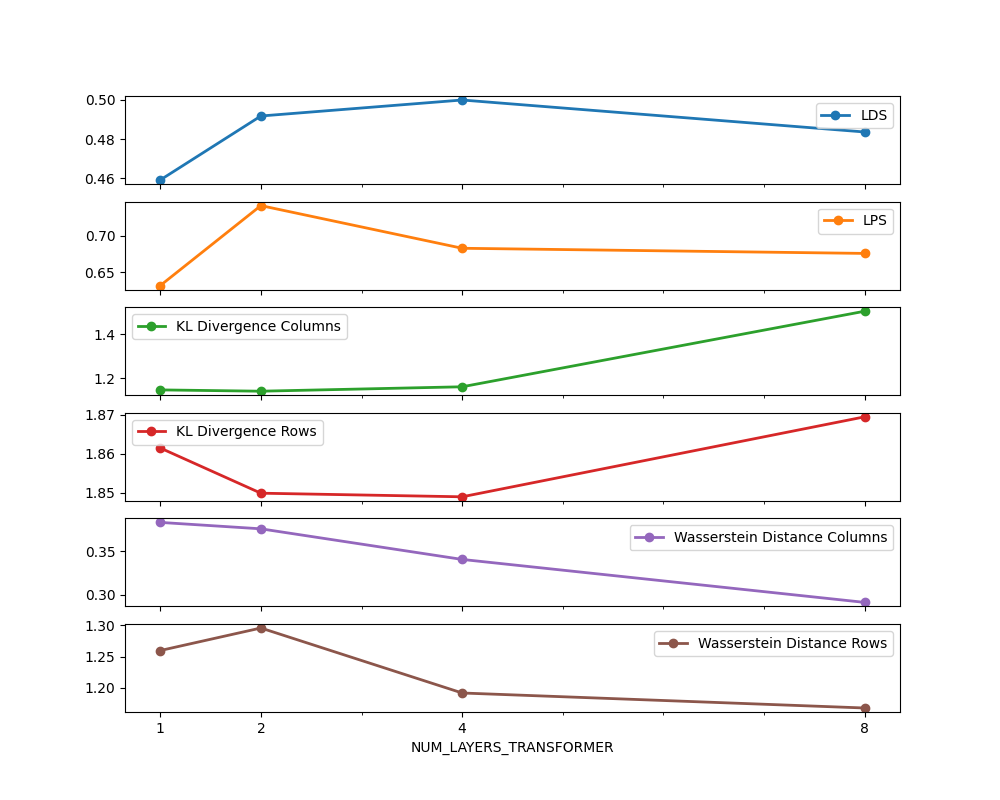 0.50
0.48
0.46
LDS
0.70
0.65
LPS
1.4
1.2
KL Divergence Columns
1.87
1.86
1.85
KL Divergence Rows
0.35
0.30
Wasserstein Distance Columns
1.30
1.25
1.20
Wasserstein Distance Rows
1 2 4 8
NUM_LAYERS_TRANSFORMER